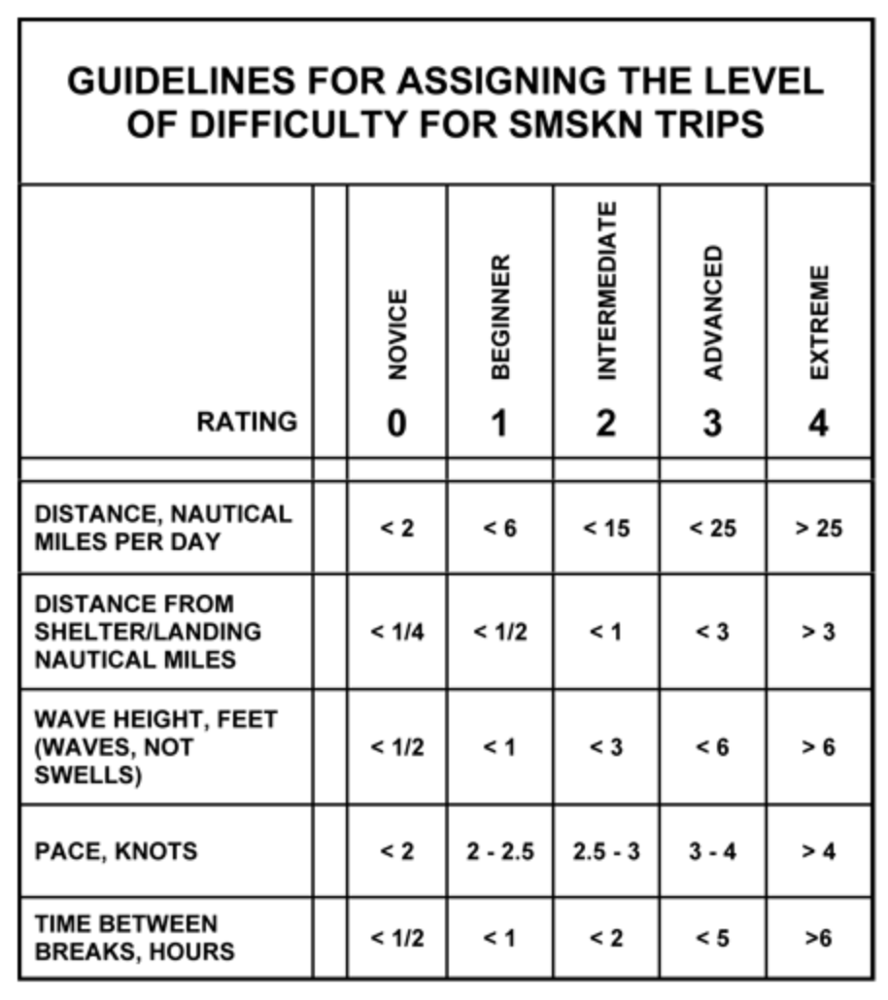 GUIDELINES FOR ASSIGNING THE LEVEL
OF DIFFICULTY FOR SMSKN TRIPS
NOVICE BEGINNER INTERMEDIATE ADVANCED EXTREME
RATING 0 1 2 3 4
DISTANCE, NAUTICAL
MILES PER DAY < 2 < 6 < 15 < 25 > 25
DISTANCE FROM
SHELTER/LANDING < 1/4 < 1/2 < 1 < 3 > 3
NAUTICAL MILES
WAVE HEIGHT, FEET
(WAVES, NOT < 1/2 < 1 < 3 < 6 > 6
SWELLS)
PACE, KNOTS < 2 2 - 2.5 2.5 - 3 3 - 4 > 4
TIME BETWEEN
BREAKS, HOURS < 1/2 < 1 < 2 < 5 >6